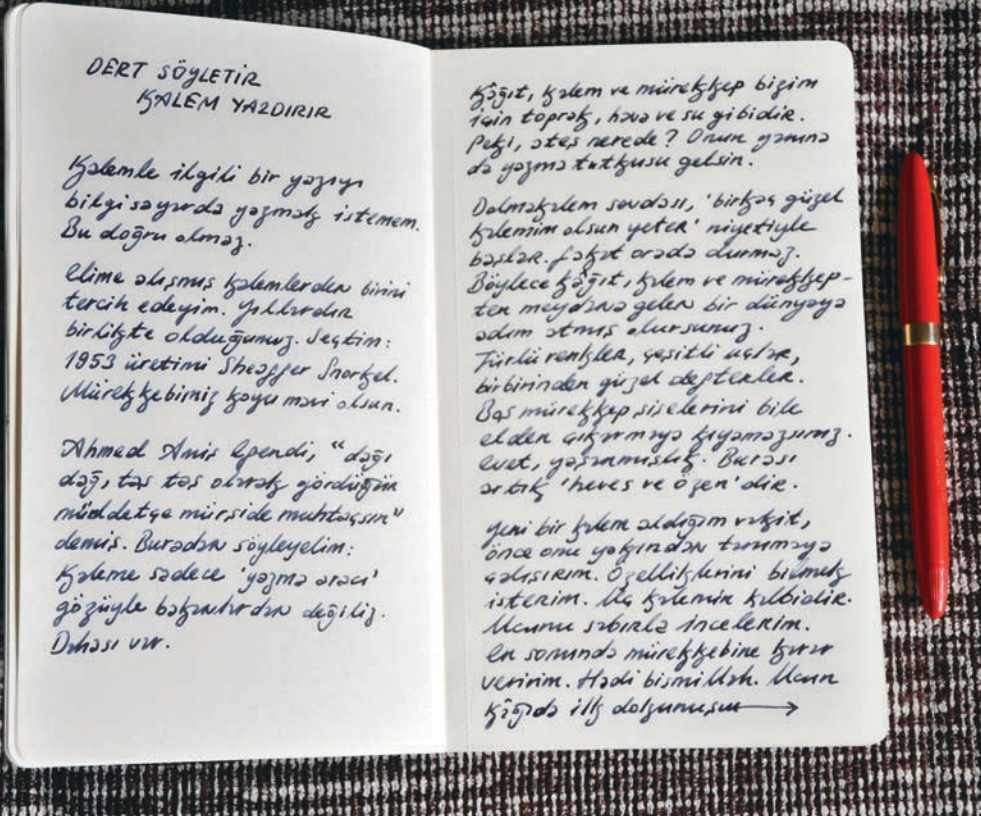 DERT SÖYLETİR
KALEM YAZDIRIR
Kalemle ilgili bir yazıyı
bilgisayarda yazmak istemem.
Bu doğru olmaz.
Elime alışmış kalemlerden birini
tercih edeyim. Yıllardır
birlikte olduğumuz. Seçtim:
1953 üretimi Sheaffer Snorkel.
Mürekkebimiz koyu mavi olsun.
Ahmed Amiş Efendi, "dağı
dağ, taş taş olarak gördüğün
müddetçe mürşide muhtaçsın"
demiş. Buradan söyleyelim:
Kaleme sadece 'yazma aracı'
gözüyle bakanlardan değiliz.
Dahası var.
Kâğıt, kalem ve mürekkep bizim
için toprak, hava ve su gibidir.
Peki, ateş nerede? Onun yanına
da yazma tutkusu gelsin.
Dolmakalem sevdası, 'birkaç güzel
kalemim olsun yeter' niyetiyle
başlar. Fakat orada durmaz.
Böylece kâğıt, kalem ve mürekkep-
ten meydana gelen bir dünyaya
adım atmış olursunuz.
Türlü renkler, çeşitli uçlar,
birbirinden güzel defterler.
Boş mürekkep şişelerini bile
elden çıkarmaya kıyamazsınız.
Evet, yaşanmışlık. Burası
artık 'heves ve özen'dir.
Yeni bir kalem aldığım vakit,
önce onu yakından tanımaya
çalışırım. Özelliklerini bilmek
isterim. Uç kalemin kalbidir.
Ucunu sabırla incelerim.
En sonunda mürekkebine karar
veririm. Hadi bismillah. Ucun
kâğıda ilk dokunuşu →